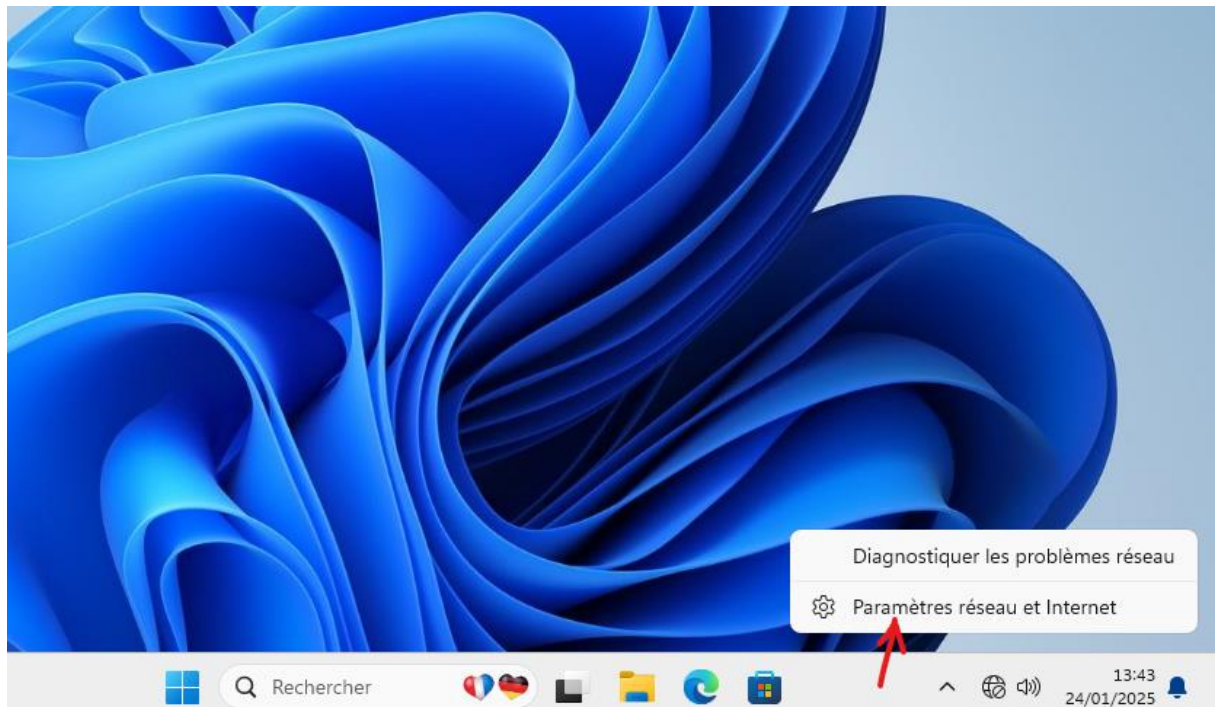 Diagnostiquer les problèmes réseau
Paramètres réseau et Internet
Rechercher
13:43
24/01/2025